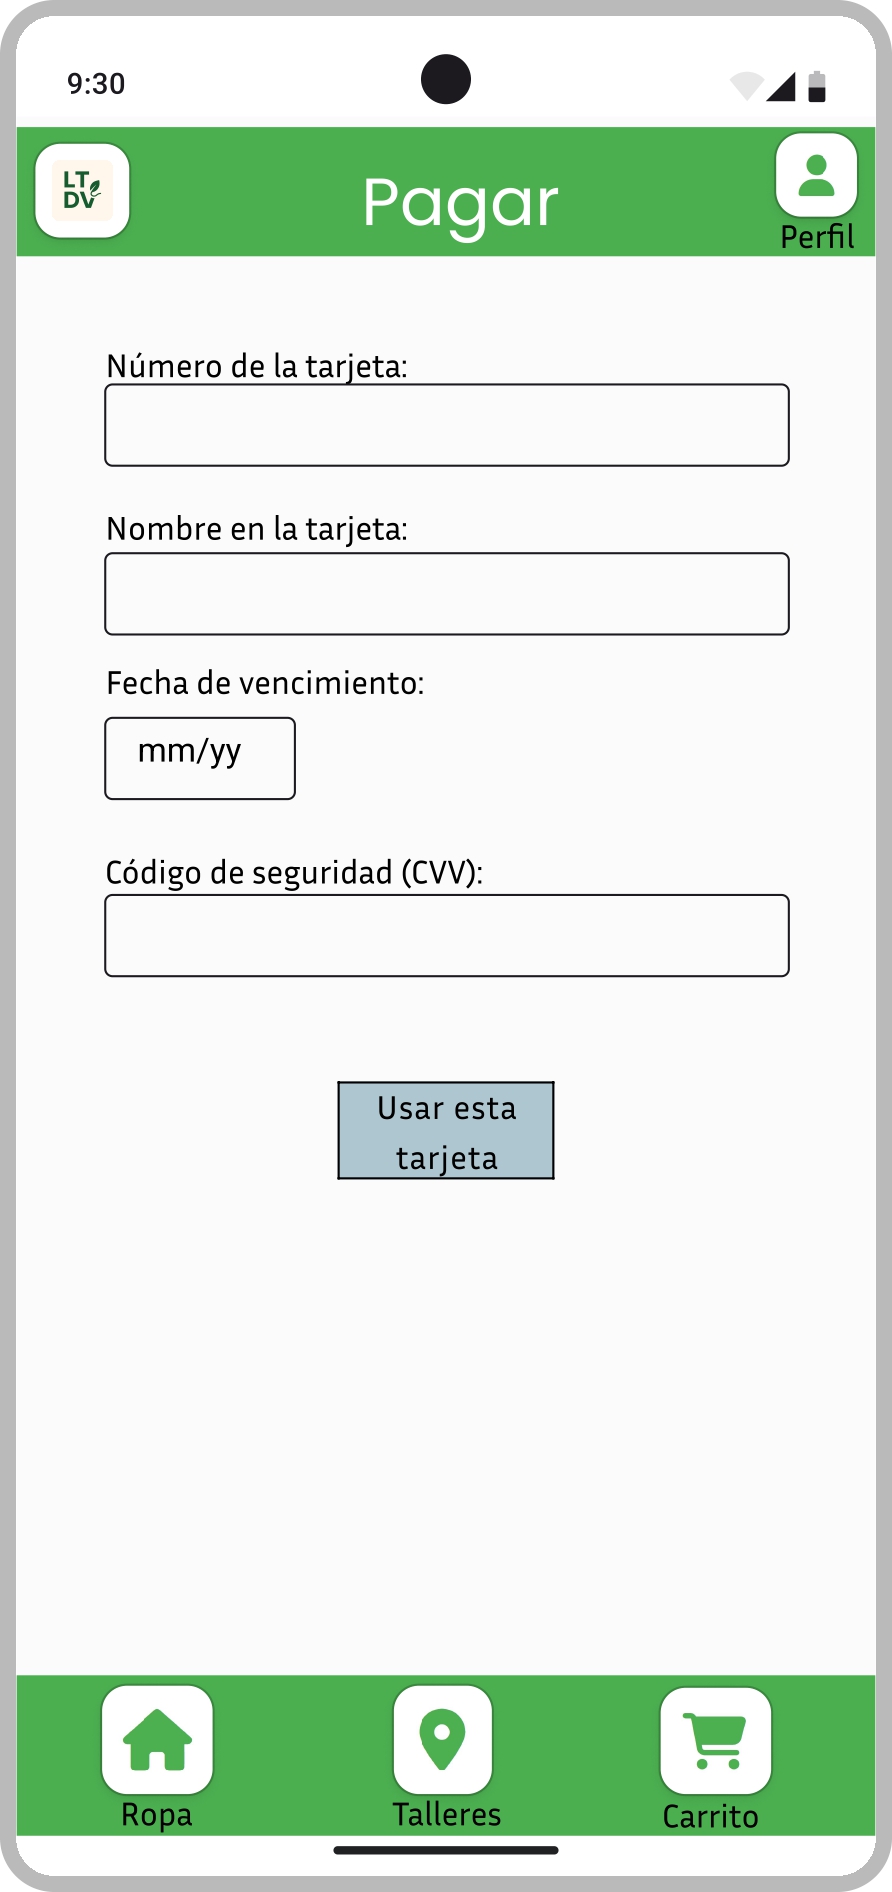 9:30
LT
DV
Pagar
Perfil
Número de la tarjeta:
Nombre en la tarjeta:
Fecha de vencimiento:
mm/yy
Código de seguridad (CVV):
Usar esta
tarjeta
Ropa
Talleres
Carrito